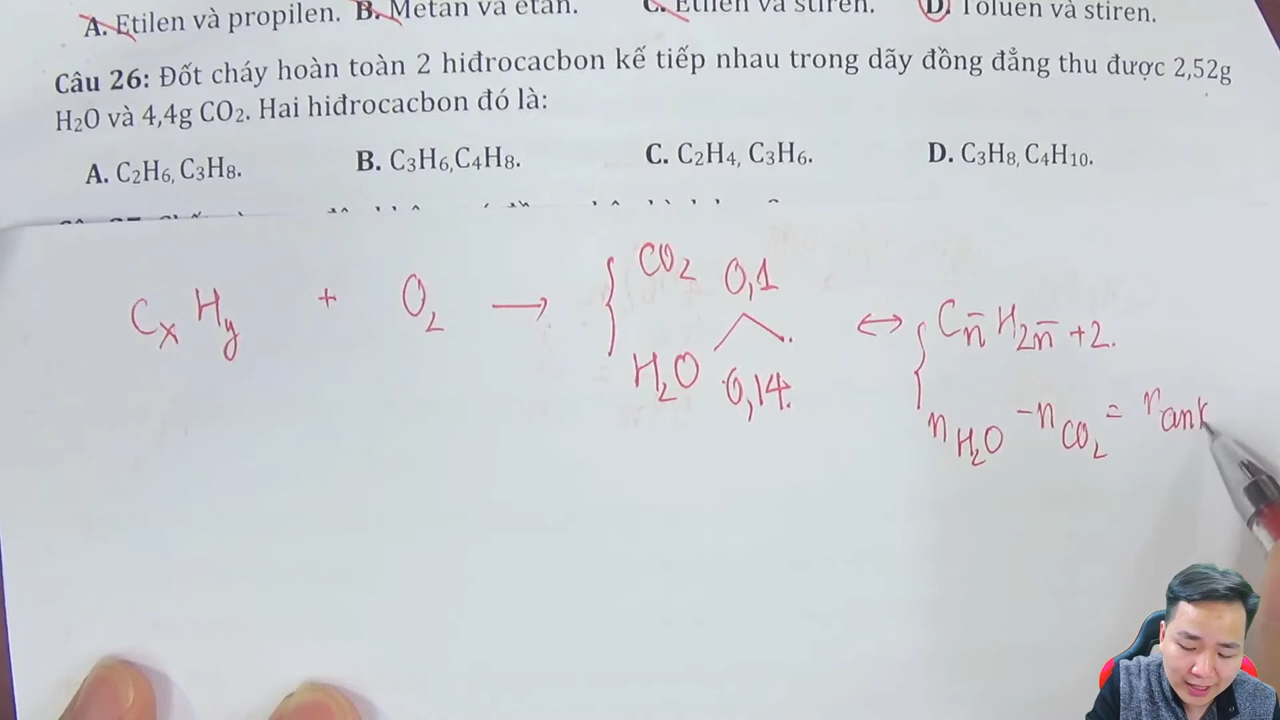 A. Etilen và propilen. B. Metan và etan. C. Etilen và stiren. D. Toluen và stiren.
Câu 26: Đốt cháy hoàn toàn 2 hiđrocacbon kế tiếp nhau trong dãy đồng đẳng thu được 2,52g
H₂O và 4,4g CO₂. Hai hiđrocacbon đó là:
A. C₂H₆, C₃H₈. B. C₃H₆,C₄H₈. C. C₂H₄, C₃H₆. D. C₃H₈, C₄H₁₀.
CO₂ 0,1
CₓHᵧ + O₂ → ↔ Cn̄H2n̄+2.
H₂O 0,14.
nH₂O - nCO₂ = nank